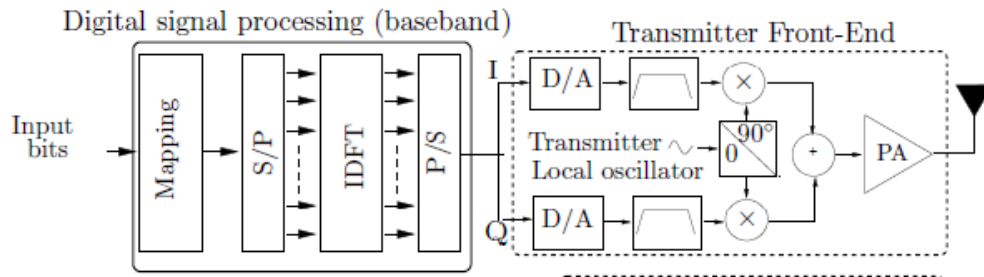 Digital signal processing (baseband)
Transmitter Front-End
Input
bits
Mapping
S/P
IDFT
P/S
I
D/A
×
Transmitter
Local oscillator
0
90°
+
PA
Q
D/A
×